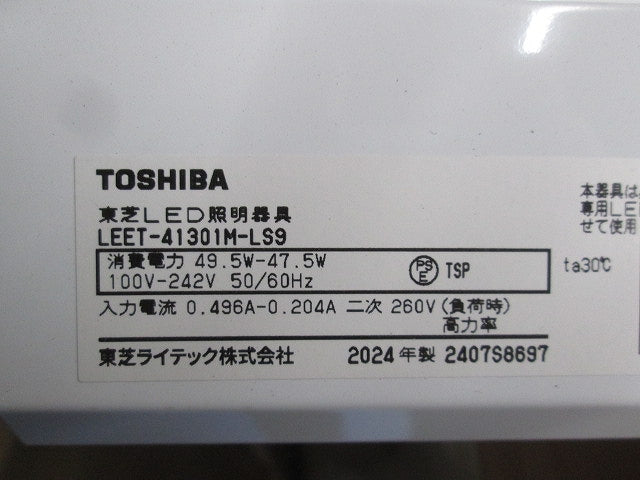 TOSHIBA
東芝LED照明器具
LEET-41301M-LS9
消費電力 49.5W-47.5W
100V-242V 50/60Hz
PSE TSP
入力電流 0.496A-0.204A 二次 260V(負荷時)
高力率
東芝ライテック株式会社 2024年製 2407S8697
本器具は
専用LE
せて使用
ta30℃